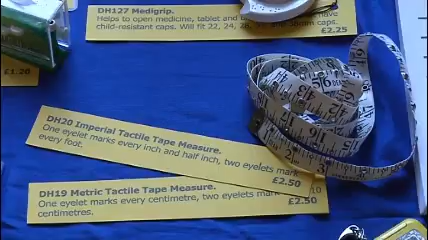 DH127 Medigrip.
Helps to open medicine, tablet and
child-resistant caps. Will fit 22, 24, 28,
caps.
£2.25
£1.20
DH20 Imperial Tactile Tape Measure.
One eyelet marks every inch and half inch, two eyelets mark
every foot.
£2.50
DH19 Metric Tactile Tape Measure.
One eyelet marks every centimetre, two eyelets mark
centimetres.
£2.50